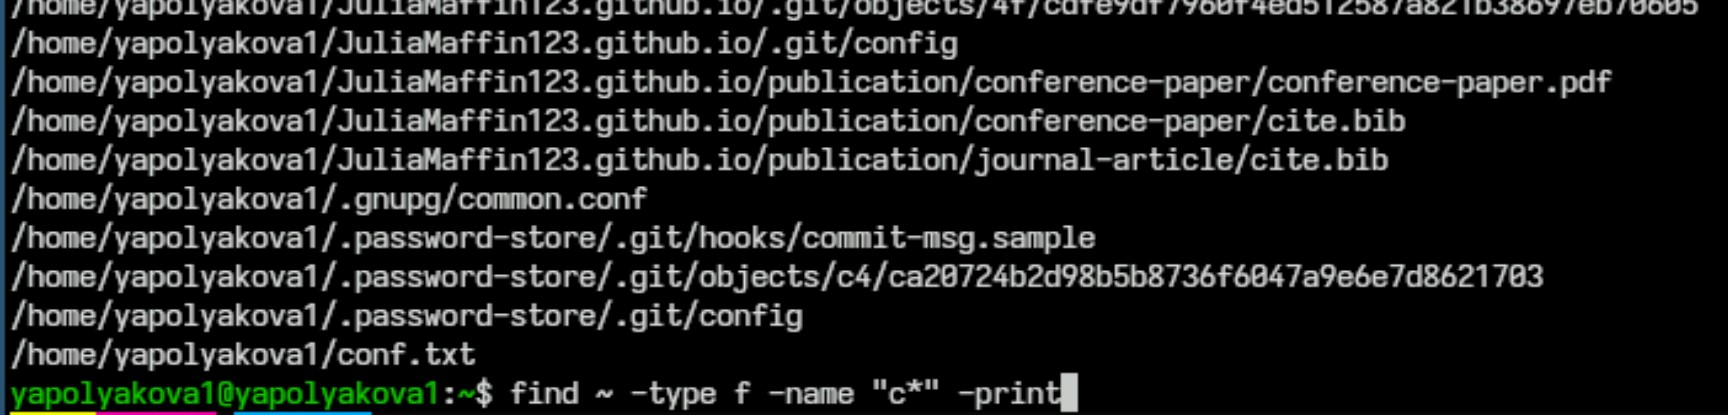 /home/yapolyakova1/JuliaMaffin123.github.io/.git/objects/4f/cdfe9df7960f4ed512587a821b38697eb70605
/home/yapolyakova1/JuliaMaffin123.github.io/.git/config
/home/yapolyakova1/JuliaMaffin123.github.io/publication/conference-paper/conference-paper.pdf
/home/yapolyakova1/JuliaMaffin123.github.io/publication/conference-paper/cite.bib
/home/yapolyakova1/JuliaMaffin123.github.io/publication/journal-article/cite.bib
/home/yapolyakova1/.gnupg/common.conf
/home/yapolyakova1/.password-store/.git/hooks/commit-msg.sample
/home/yapolyakova1/.password-store/.git/objects/c4/ca20724b2d98b5b8736f6047a9e6e7d8621703
/home/yapolyakova1/.password-store/.git/config
/home/yapolyakova1/conf.txt
yapolyakova1@yapolyakova1:~$ find ~ -type f -name "c*" -print